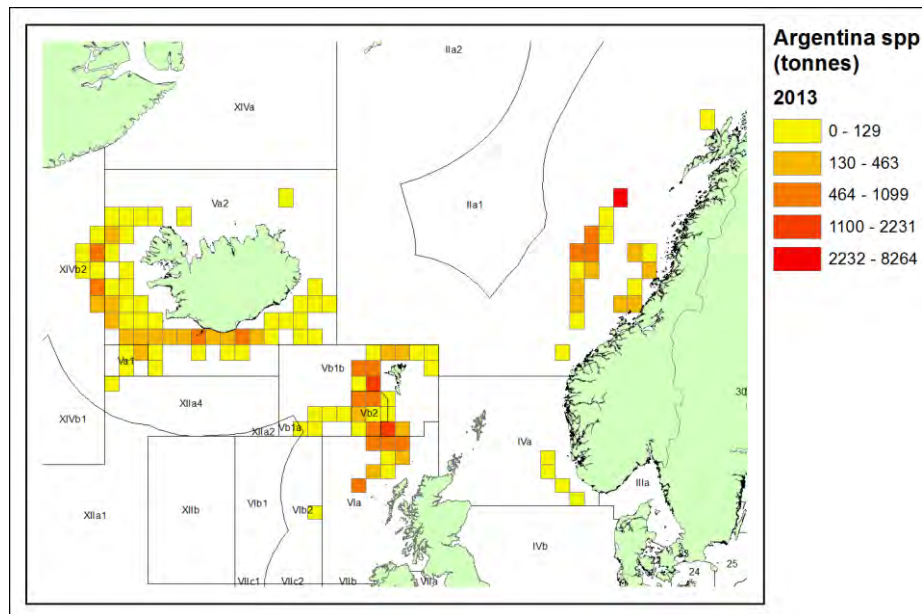 Argentina spp
(tonnes)
2013
0 - 129
130 - 463
464 - 1099
1100 - 2231
2232 - 8264
IIa2
XIVa
Va2
IIa1
XIVb2
Va1
Vb1b
XIIa4
Vb2
XIVb1
XIIa2
Vb1a
IVa
30
IIIa
XIIa1
XIIb
VIb1
VIb2
VIa
IVb
VIIc1
VIIc2
VIIb
VIIa
23
24
25